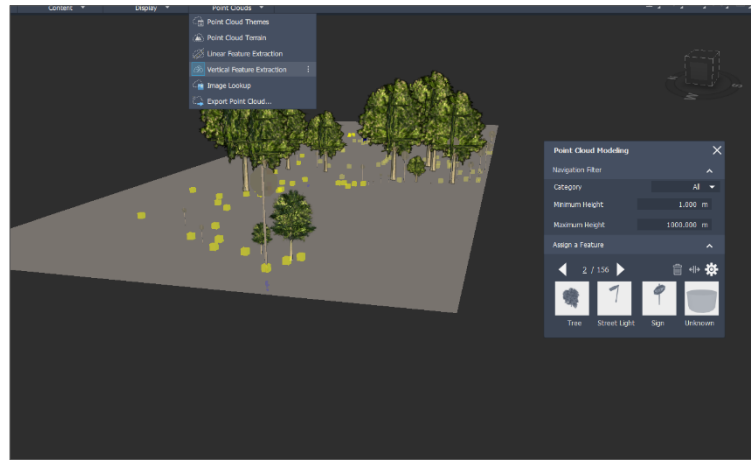 Content Display Point Clouds
Point Cloud Themes
Point Cloud Terrain
Linear Feature Extraction
Vertical Feature Extraction
Image Lookup
Export Point Cloud...
Point Cloud Modeling
Navigation Filter
Category All
Minimum Height 1.000 m
Maximum Height 1000.000 m
Assign a Feature
2 / 156
Tree Street Light Sign Unknown